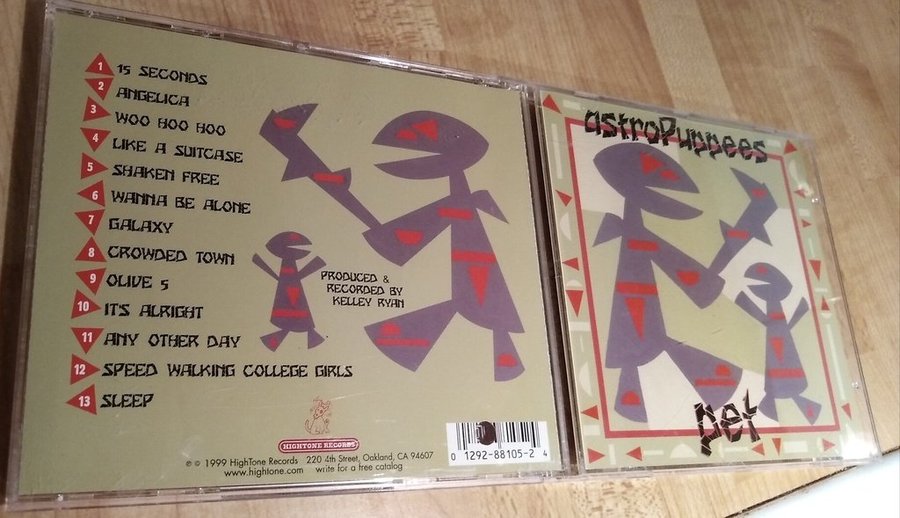 1 15 SECONDS
2 ANGELICA
3 WOO HOO HOO
4 LIKE A SUITCASE
5 SHAKEN FREE
6 WANNA BE ALONE
7 GALAXY
8 CROWDED TOWN
9 OLIVE 5
10 IT'S ALRIGHT
11 ANY OTHER DAY
12 SPEED WALKING COLLEGE GIRLS
13 SLEEP
PRODUCED &
RECORDED BY
KELLEY RYAN
HIGHTONE RECORDS
℗ © 1999 HighTone Records 220 4th Street, Oakland, CA 94607
www.hightone.com write for a free catalog
0 1292-88105-2 4
astroPuppees
pet